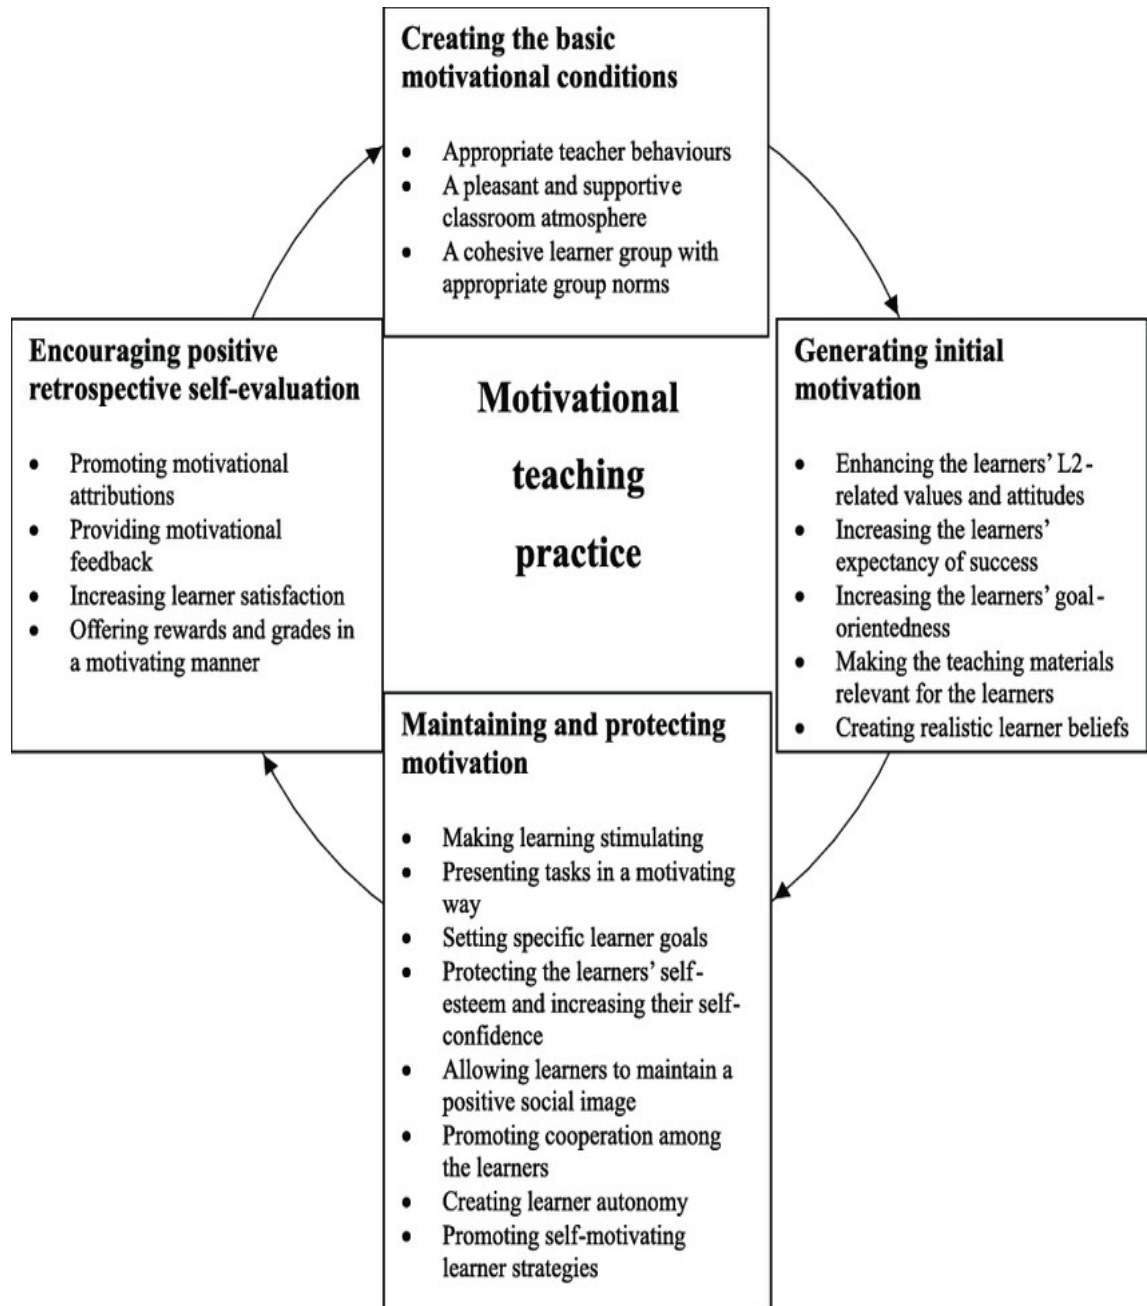 Creating the basic
motivational conditions
• Appropriate teacher behaviours
• A pleasant and supportive
classroom atmosphere
• A cohesive learner group with
appropriate group norms
Encouraging positive
retrospective self-evaluation
• Promoting motivational
attributions
• Providing motivational
feedback
• Increasing learner satisfaction
• Offering rewards and grades in
a motivating manner
Motivational
teaching
practice
Generating initial
motivation
• Enhancing the learners' L2-
related values and attitudes
• Increasing the learners'
expectancy of success
• Increasing the learners' goal-
orientedness
• Making the teaching materials
relevant for the learners
• Creating realistic learner beliefs
Maintaining and protecting
motivation
• Making learning stimulating
• Presenting tasks in a motivating
way
• Setting specific learner goals
• Protecting the learners' self-
esteem and increasing their self-
confidence
• Allowing learners to maintain a
positive social image
• Promoting cooperation among
the learners
• Creating learner autonomy
• Promoting self-motivating
learner strategies